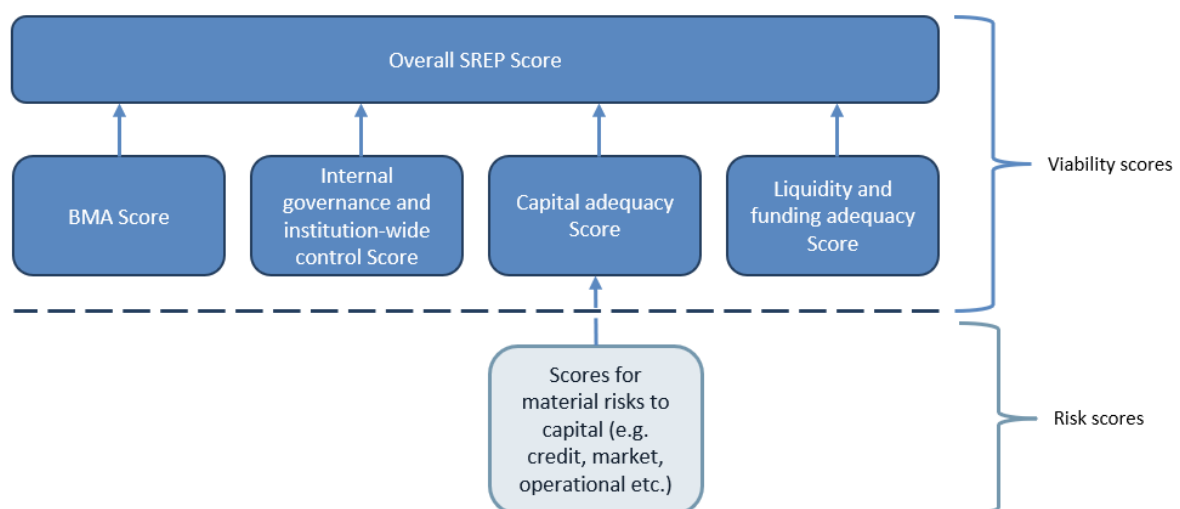 Overall SREP Score
BMA Score
Internal
governance and
institution-wide
control Score
Capital adequacy
Score
Liquidity and
funding adequacy
Score
Viability scores
Scores for
material risks to
capital (e.g.
credit, market,
operational etc.)
Risk scores